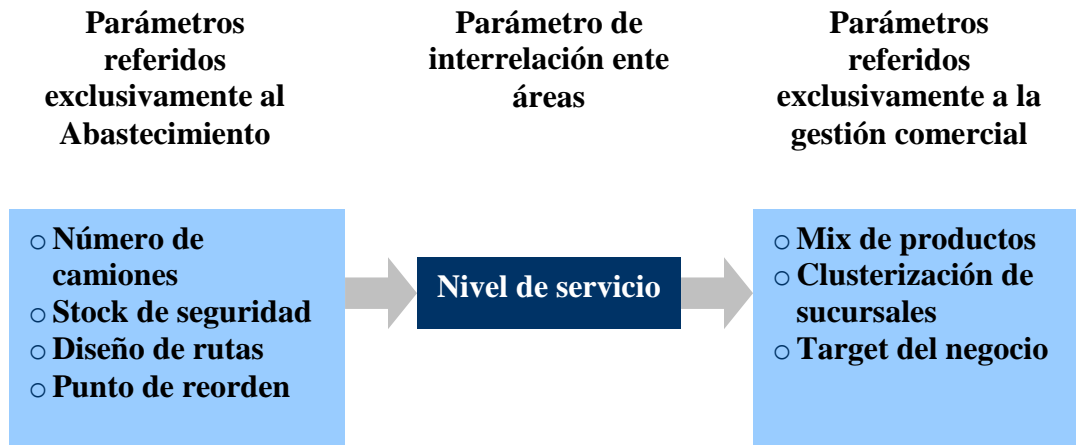 Parámetros
referidos
exclusivamente al
Abastecimiento
Parámetro de
interrelación ente
áreas
Parámetros
referidos
exclusivamente a la
gestión comercial
o Número de
camiones
o Stock de seguridad
o Diseño de rutas
o Punto de reorden
Nivel de servicio
o Mix de productos
o Clusterización de
sucursales
o Target del negocio